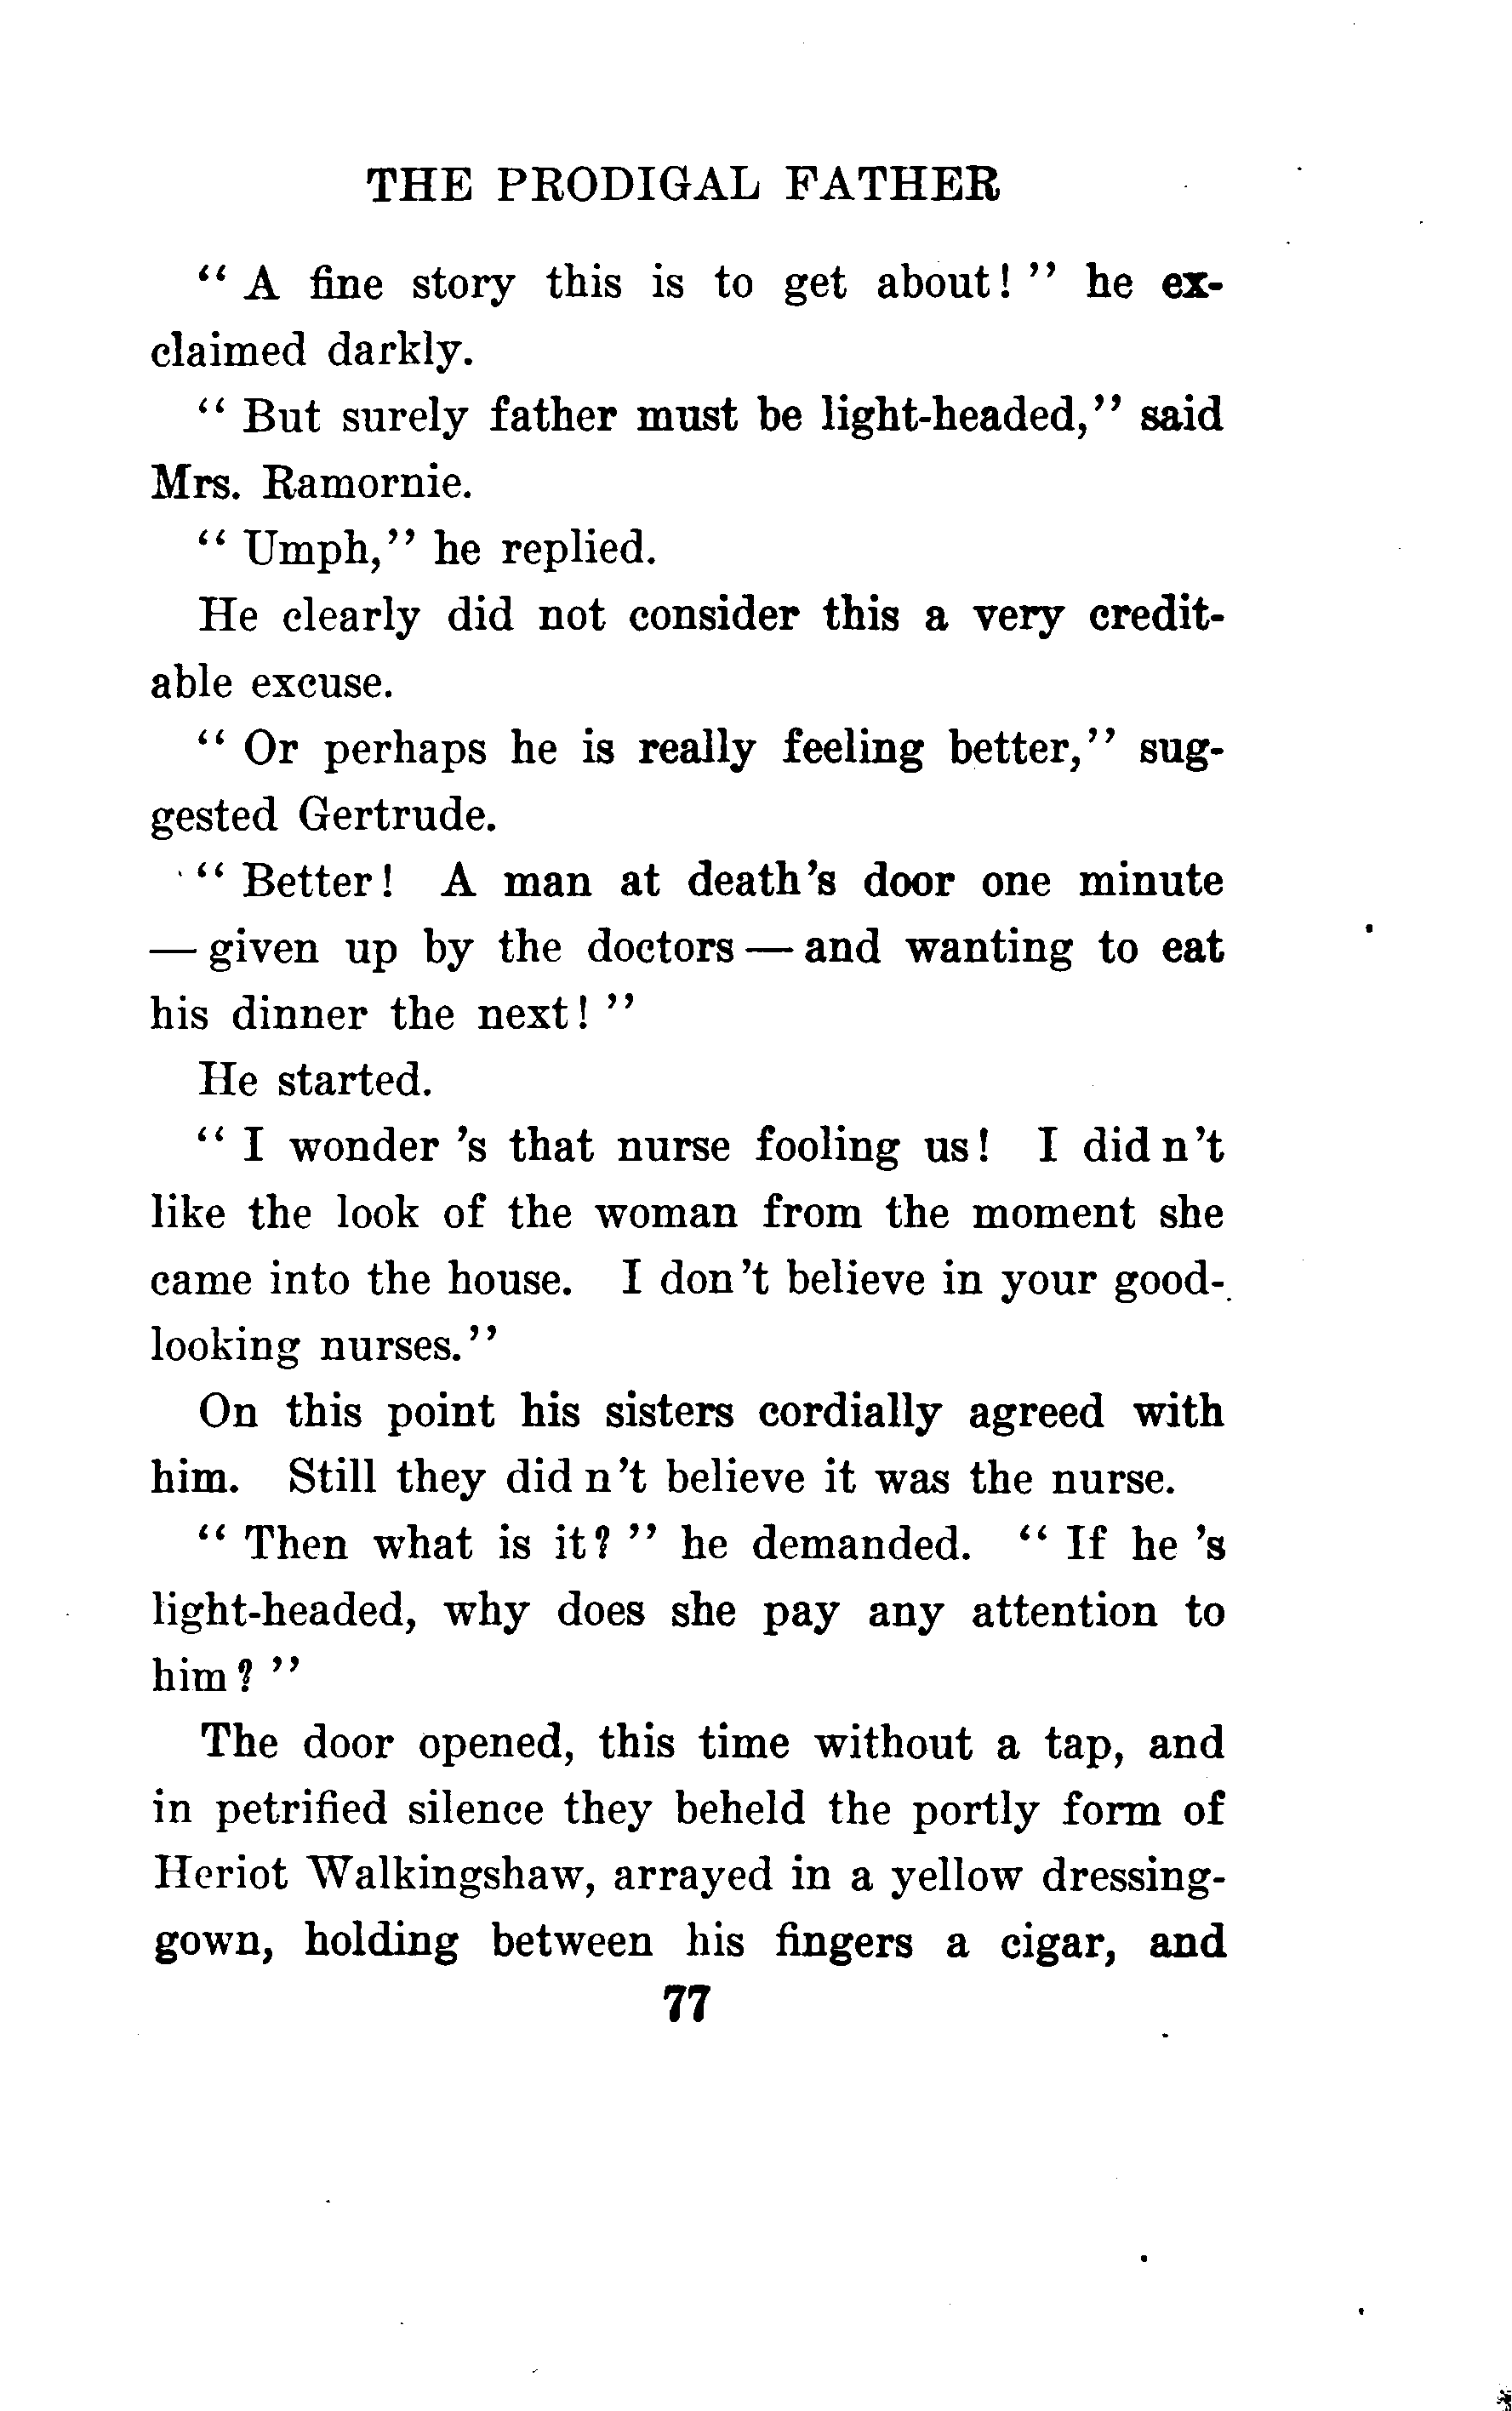 THE PRODIGAL FATHER
“ A fine story this is to get about! ” he ex-
claimed darkly.
“ But surely father must be light-headed,” said
Mrs. Ramornie.
“ Umph,” he replied.
He clearly did not consider this a very credit-
able excuse.
“ Or perhaps he is really feeling better,” sug-
gested Gertrude.
“ Better! A man at death’s door one minute
— given up by the doctors — and wanting to eat
his dinner the next! ”
He started.
“ I wonder ’s that nurse fooling us! I did n’t
like the look of the woman from the moment she
came into the house. I don ’t believe in your good-
looking nurses.”
On this point his sisters cordially agreed with
him. Still they did n’t believe it was the nurse.
“ Then what is it? ” he demanded. “ If he ’s
light-headed, why does she pay any attention to
him? ”
The door opened, this time without a tap, and
in petrified silence they beheld the portly form of
Heriot Walkingshaw, arrayed in a yellow dressing-
gown, holding between his fingers a cigar, and
77